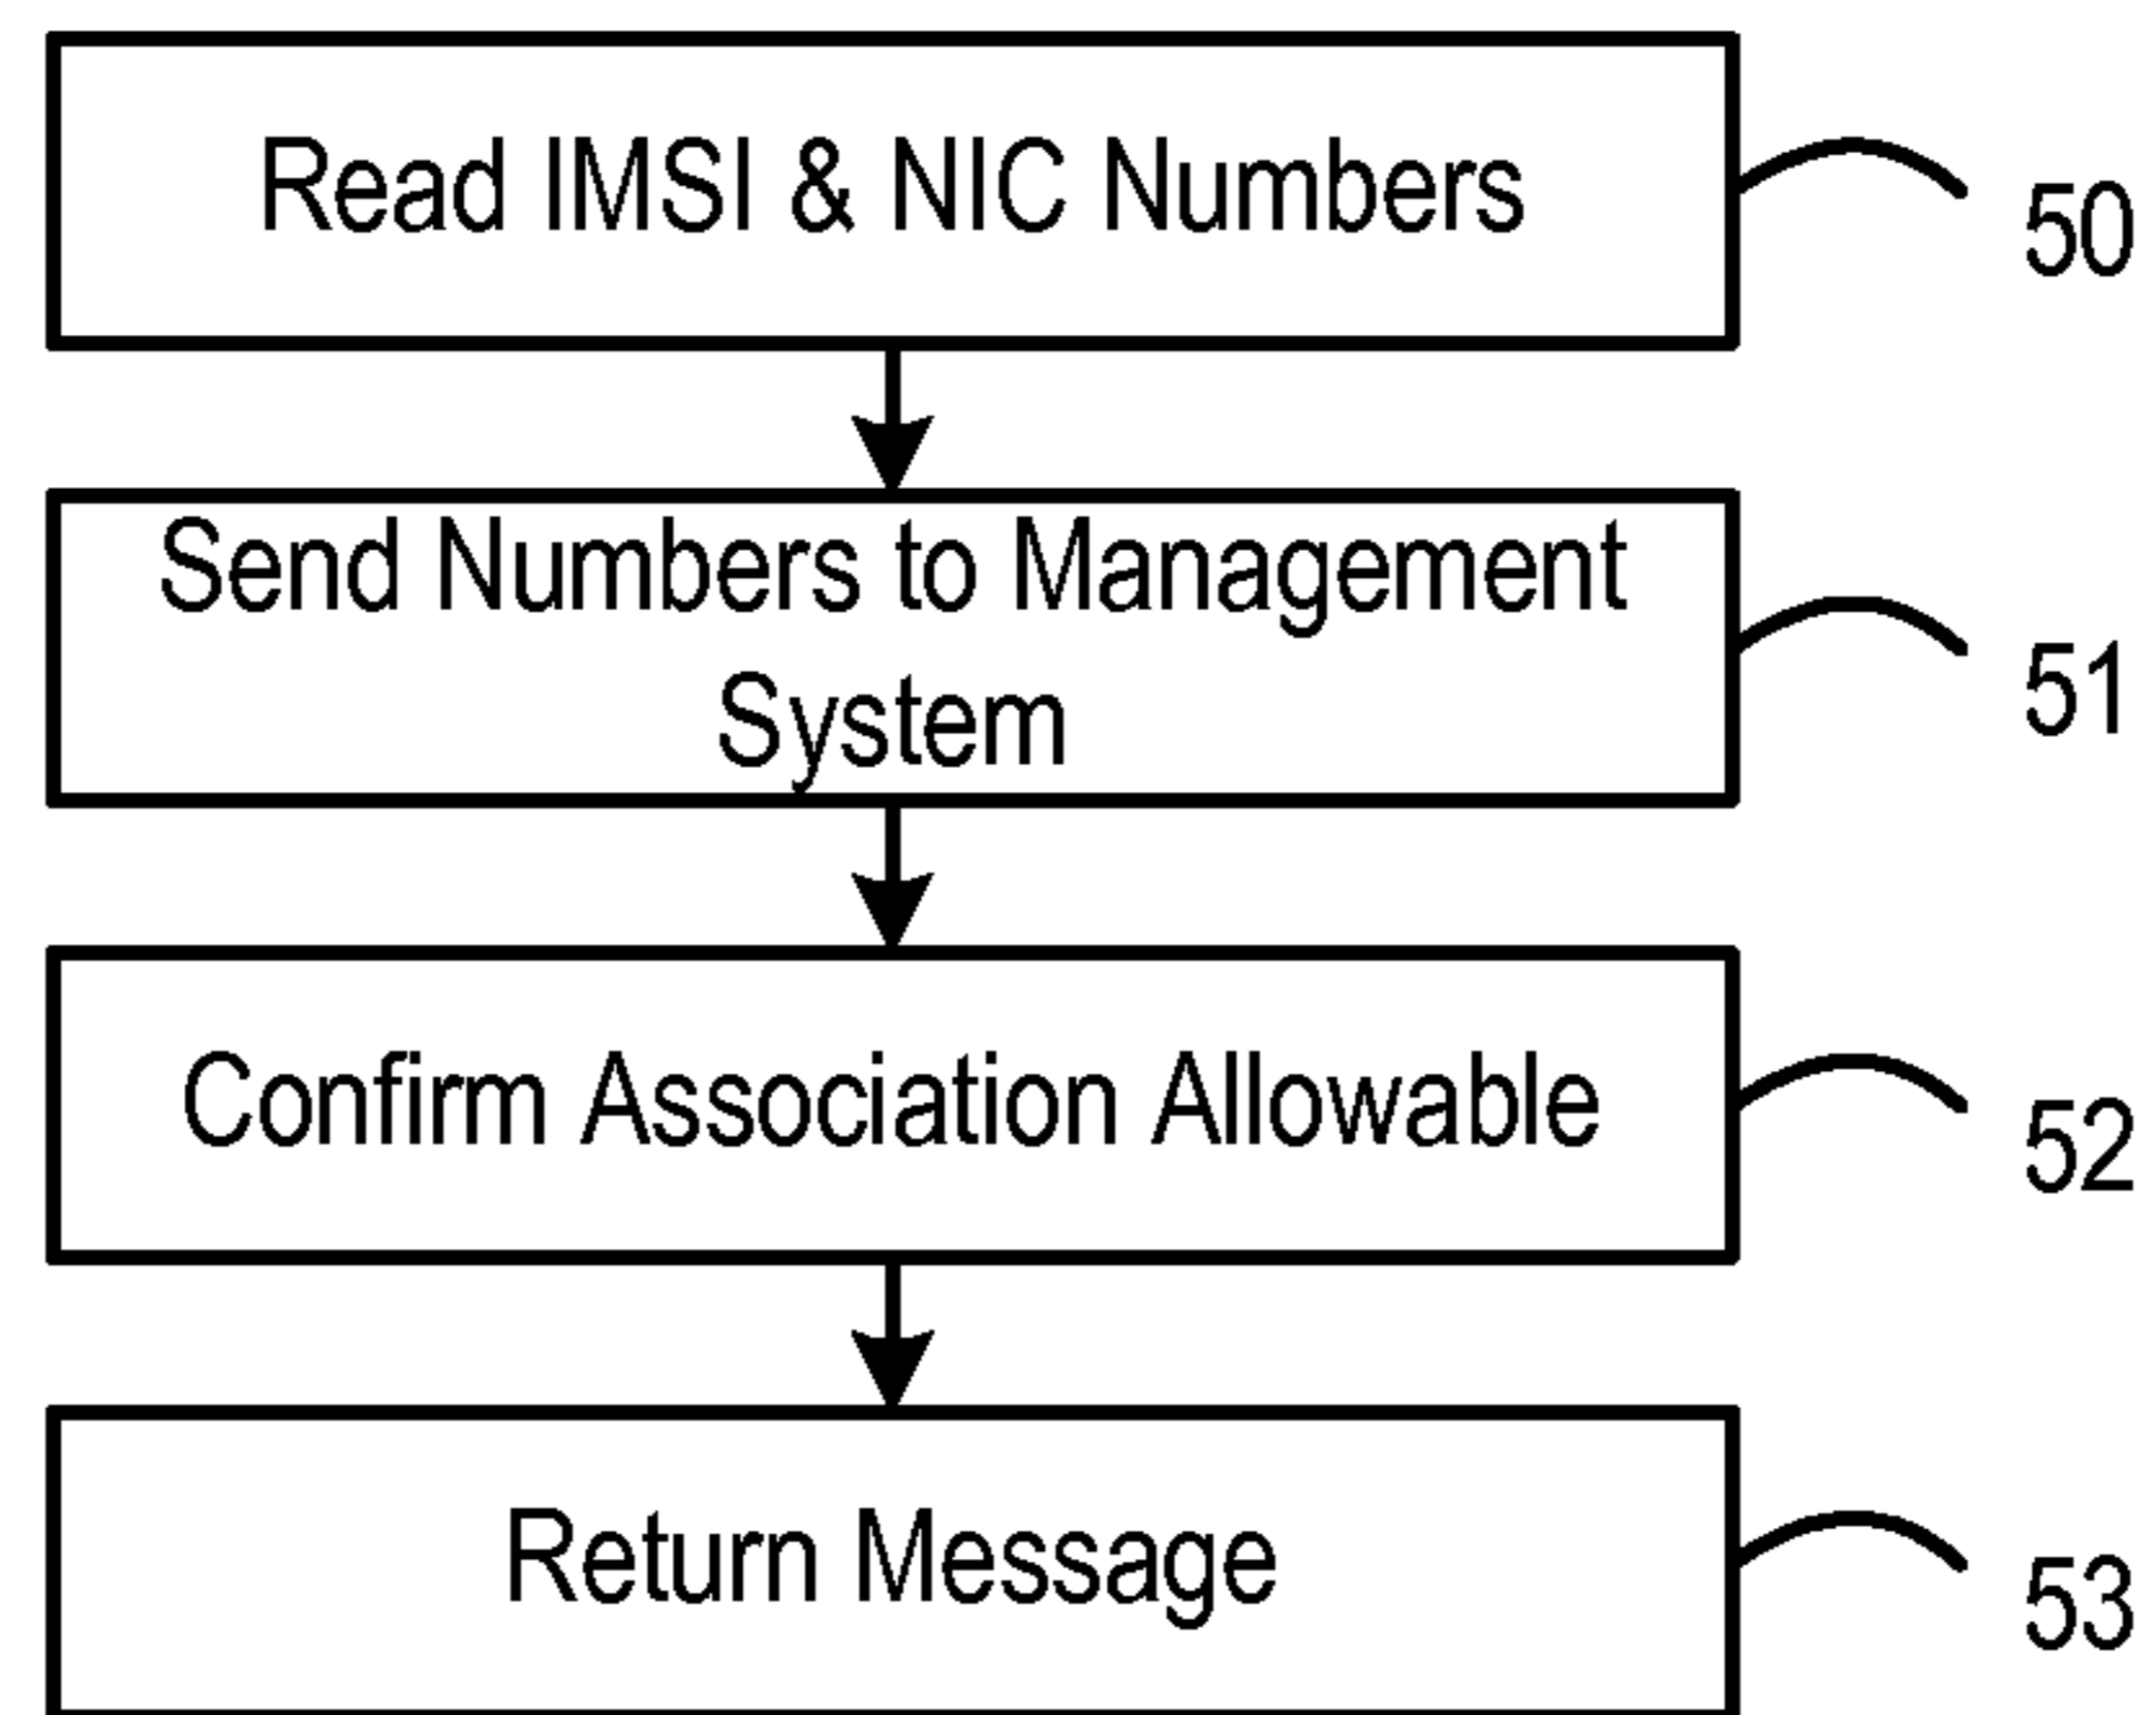 Read IMSI & NIC Numbers
50
Send Numbers to Management
System
51
Confirm Association Allowable
52
Return Message
53